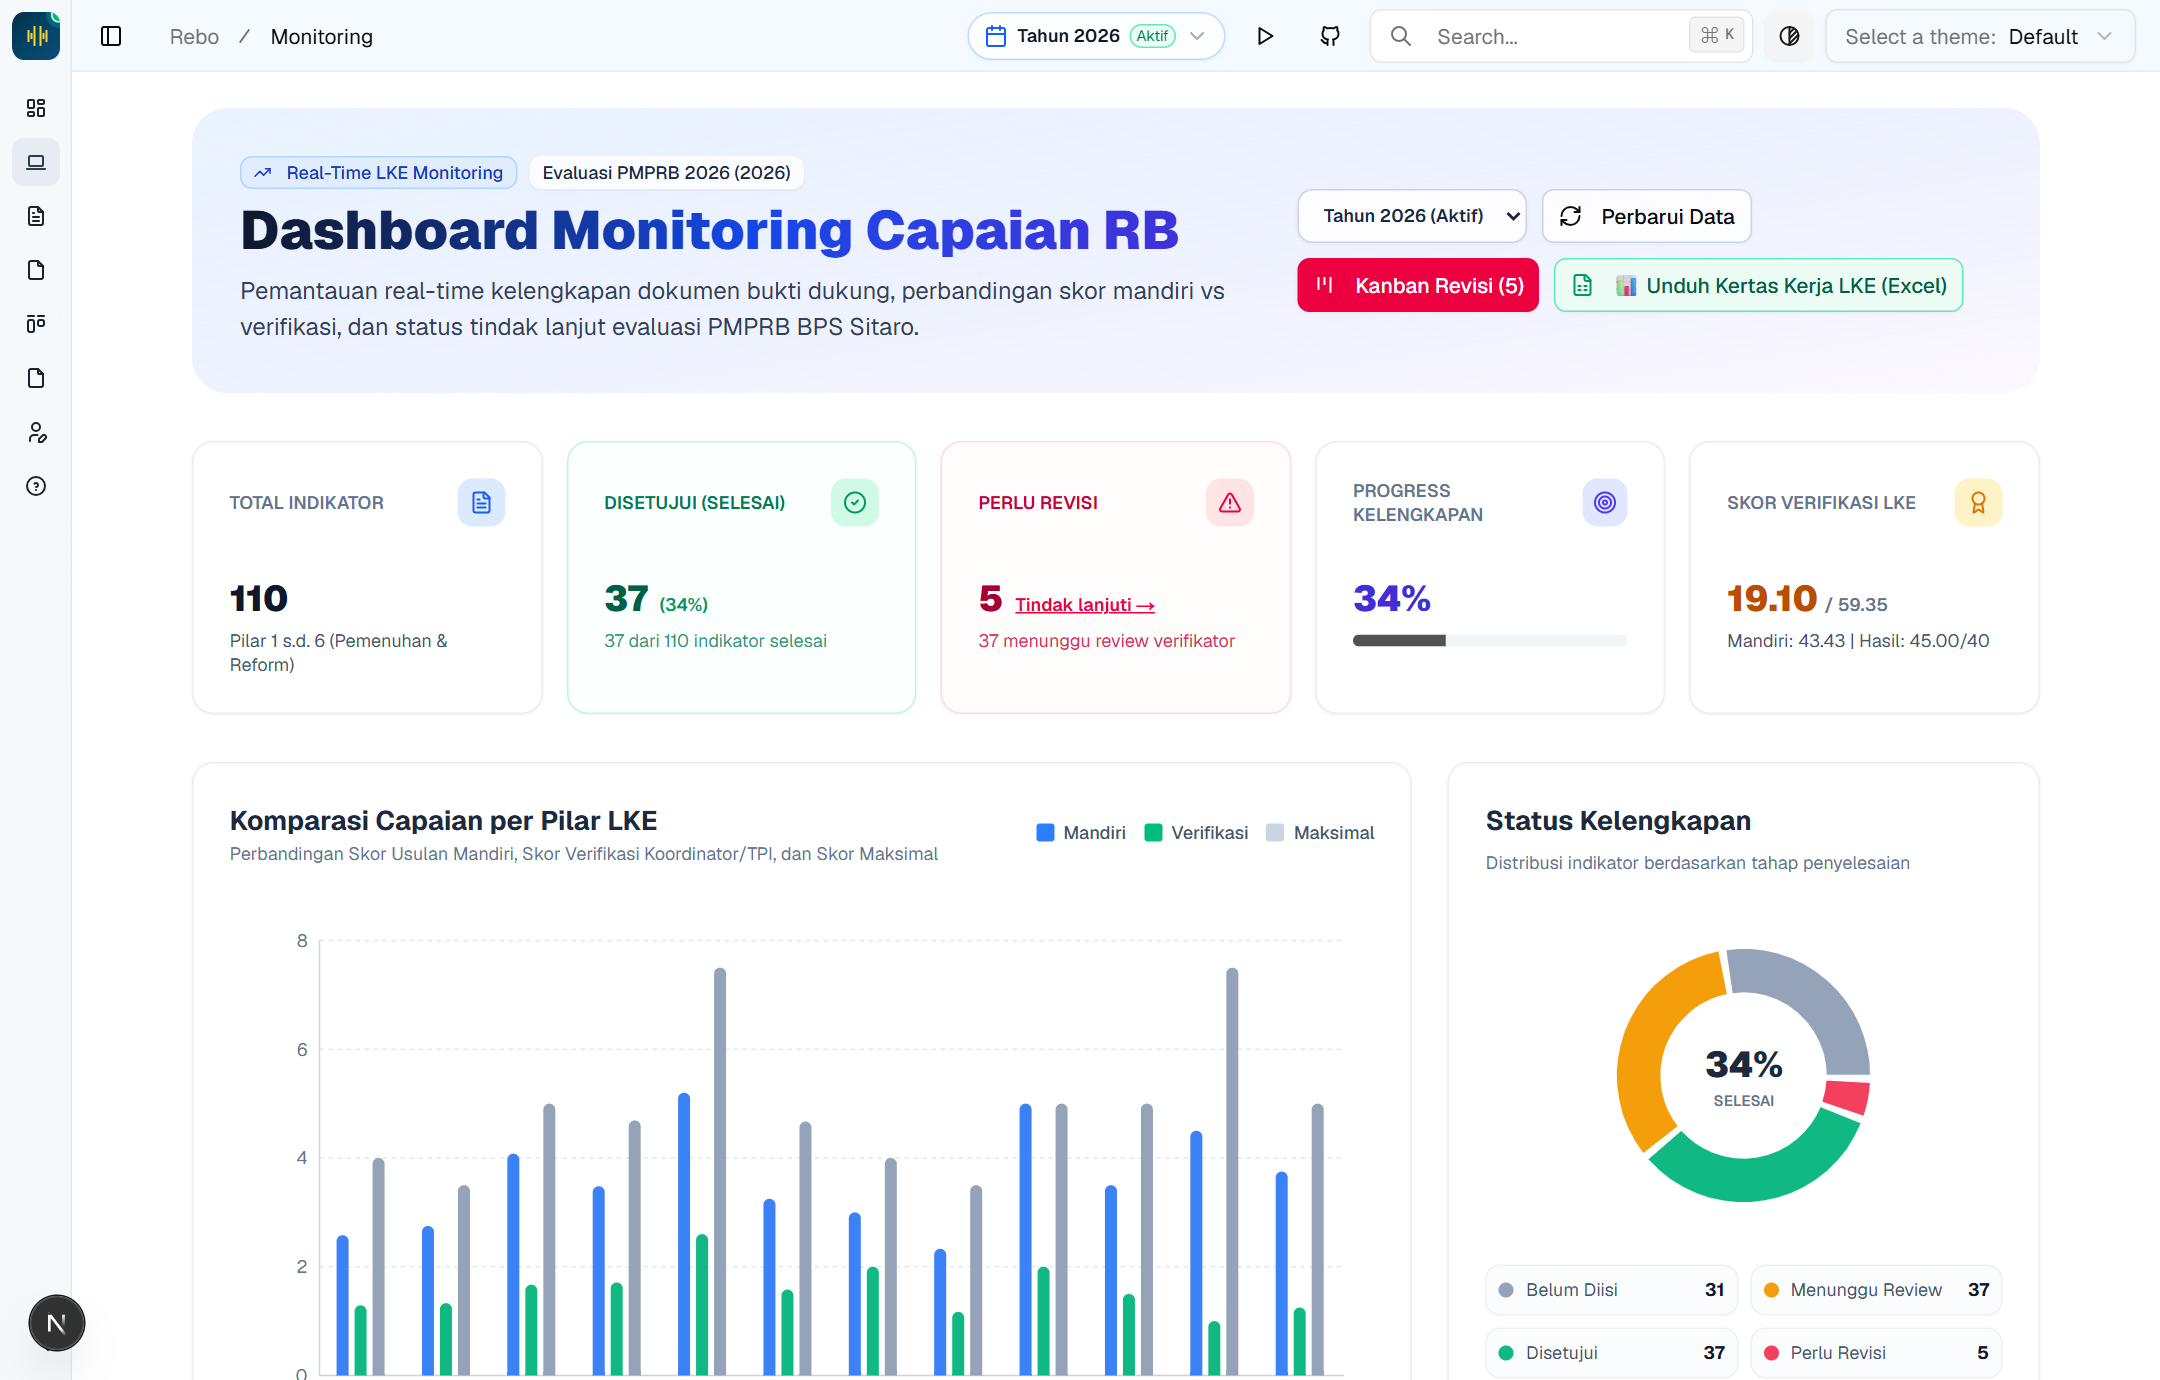 Rebo / Monitoring
Tahun 2026 Aktif
Search...
⌘ K
Select a theme: Default
Real-Time LKE Monitoring
Evaluasi PMPRB 2026 (2026)
Dashboard Monitoring Capaian RB
Pemantauan real-time kelengkapan dokumen bukti dukung, perbandingan skor mandiri vs
verifikasi, dan status tindak lanjut evaluasi PMPRB BPS Sitaro.
Tahun 2026 (Aktif)
Perbarui Data
Kanban Revisi (5)
📊 Unduh Kertas Kerja LKE (Excel)
TOTAL INDIKATOR
110
Pilar 1 s.d. 6 (Pemenuhan &
Reform)
DISETUJUI (SELESAI)
37 (34%)
37 dari 110 indikator selesai
PERLU REVISI
5 Tindak lanjuti →
37 menunggu review verifikator
PROGRESS
KELENGKAPAN
34%
SKOR VERIFIKASI LKE
19.10 / 59.35
Mandiri: 43.43 | Hasil: 45.00/40
Komparasi Capaian per Pilar LKE
Perbandingan Skor Usulan Mandiri, Skor Verifikasi Koordinator/TPI, dan Skor Maksimal
Mandiri
Verifikasi
Maksimal
8
6
4
2
0
Status Kelengkapan
Distribusi indikator berdasarkan tahap penyelesaian
34%
SELESAI
Belum Diisi 31
Menunggu Review 37
Disetujui 37
Perlu Revisi 5
N